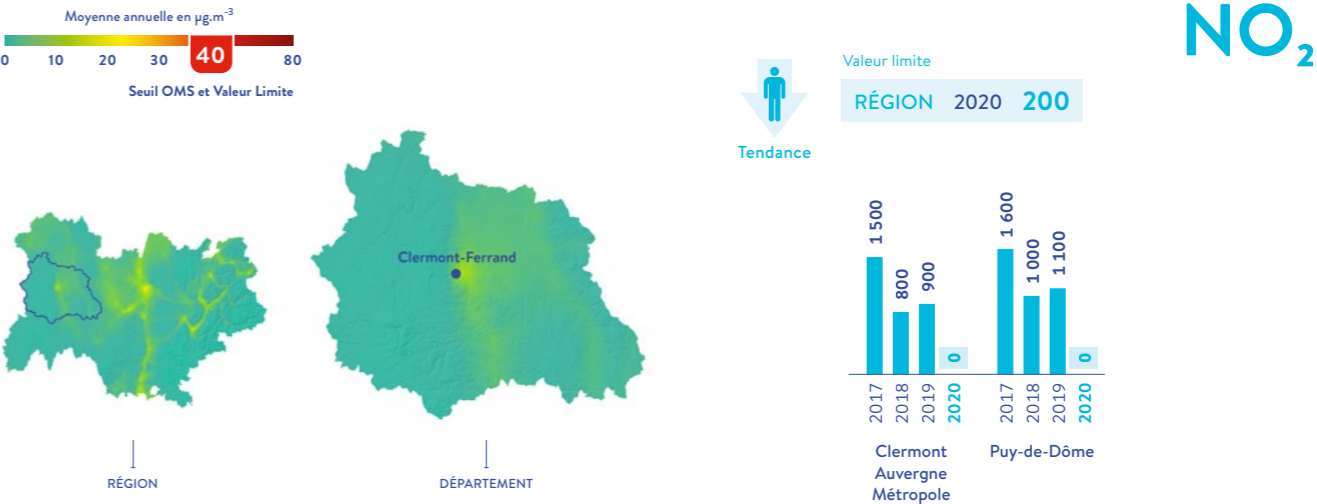 Moyenne annuelle en µg.m-3
0 10 20 30 40 80
Seuil OMS et Valeur Limite
Clermont-Ferrand
RÉGION
DÉPARTEMENT
NO2
Valeur limite
RÉGION 2020 200
Tendance
1 500 800 900 0
2017 2018 2019 2020
Clermont
Auvergne
Métropole
1 600 1 000 1 100 0
2017 2018 2019 2020
Puy-de-Dôme